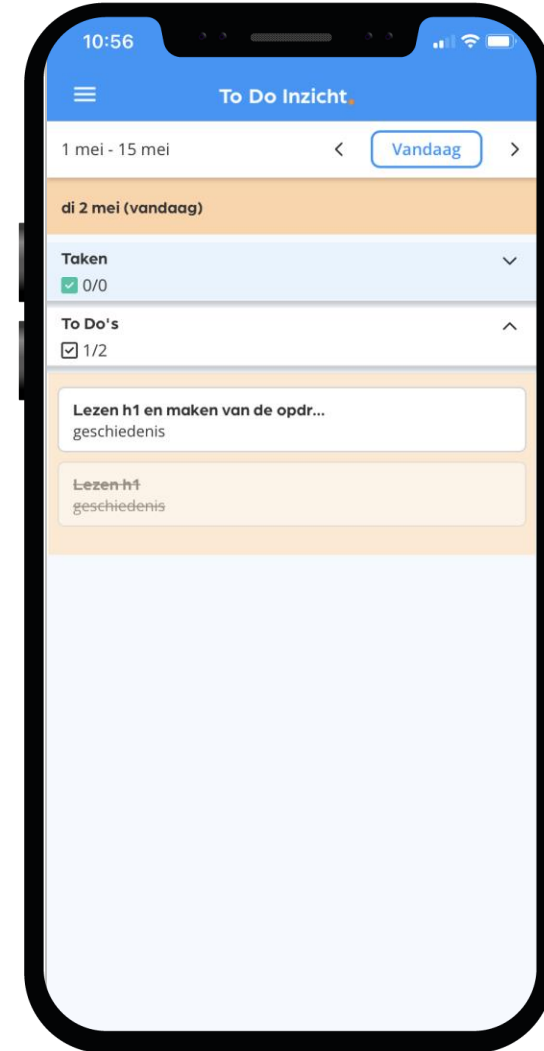 10:56
To Do Inzicht.
1 mei - 15 mei
Vandaag
di 2 mei (vandaag)
Taken
0/0
To Do's
1/2
Lezen h1 en maken van de opdr...
geschiedenis
Lezen h1
geschiedenis